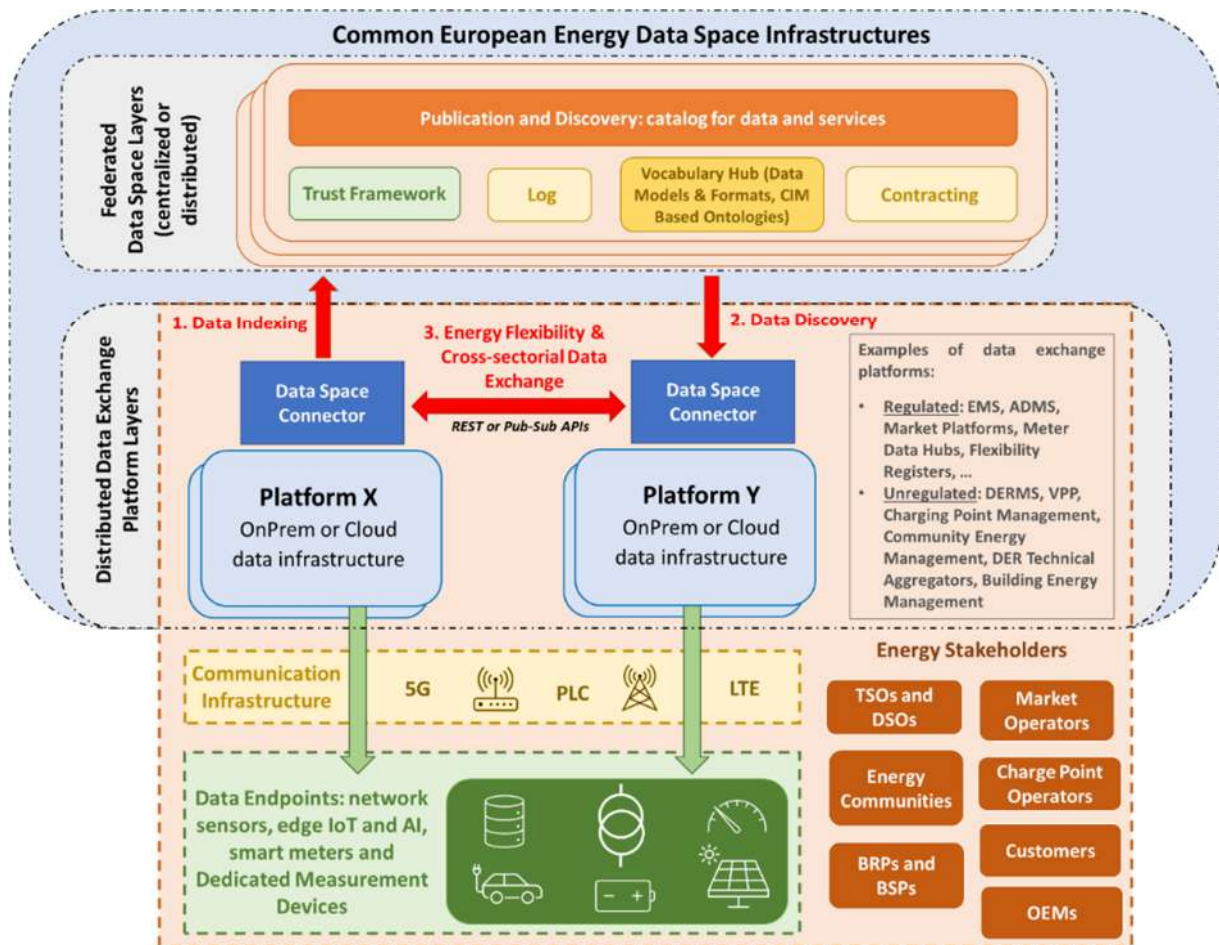 Common European Energy Data Space Infrastructures
Federated
Data Space Layers
(centralized or
distributed)
Publication and Discovery: catalog for data and services
Trust Framework
Log
Vocabulary Hub (Data
Models & Formats, CIM
Based Ontologies)
Contracting
Distributed Data Exchange
Platform Layers
1. Data Indexing
2. Data Discovery
3. Energy Flexibility &
Cross-sectorial Data
Exchange
REST or Pub-Sub APIs
Data Space
Connector
Data Space
Connector
Platform X
OnPrem or Cloud
data infrastructure
Platform Y
OnPrem or Cloud
data infrastructure
Examples of data exchange
platforms:
• Regulated: EMS, ADMS,
Market Platforms, Meter
Data Hubs, Flexibility
Registers, ...
• Unregulated: DERMS, VPP,
Charging Point Management,
Community Energy
Management, DER Technical
Aggregators, Building Energy
Management
Communication
Infrastructure
5G
PLC
LTE
Data Endpoints: network
sensors, edge IoT and AI,
smart meters and
Dedicated Measurement
Devices
Energy Stakeholders
TSOs and
DSOs
Market
Operators
Energy
Communities
Charge Point
Operators
BRPs and
BSPs
Customers
OEMs